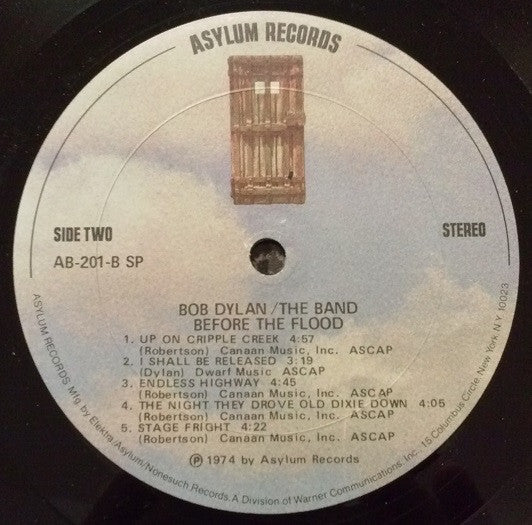 ASYLUM RECORDS
SIDE TWO
STEREO
AB-201-B SP
BOB DYLAN/THE BAND
BEFORE THE FLOOD
1. UP ON CRIPPLE CREEK 4:57
(Robertson) Canaan Music, Inc. ASCAP
2. I SHALL BE RELEASED 3:19
(Dylan) Dwarf Music ASCAP
3. ENDLESS HIGHWAY 4:45
(Robertson) Canaan Music, Inc. ASCAP
4. THE NIGHT THEY DROVE OLD DIXIE DOWN 4:05
(Robertson) Canaan Music, Inc. ASCAP
5. STAGE FRIGHT 4:22
(Robertson) Canaan Music, Inc. ASCAP
℗ 1974 by Asylum Records
ASYLUM RECORDS Mfg. by Elektra/Asylum/Nonesuch Records. A Division of Warner Communications, Inc. 15 Columbus Circle, New York, N.Y. 10023